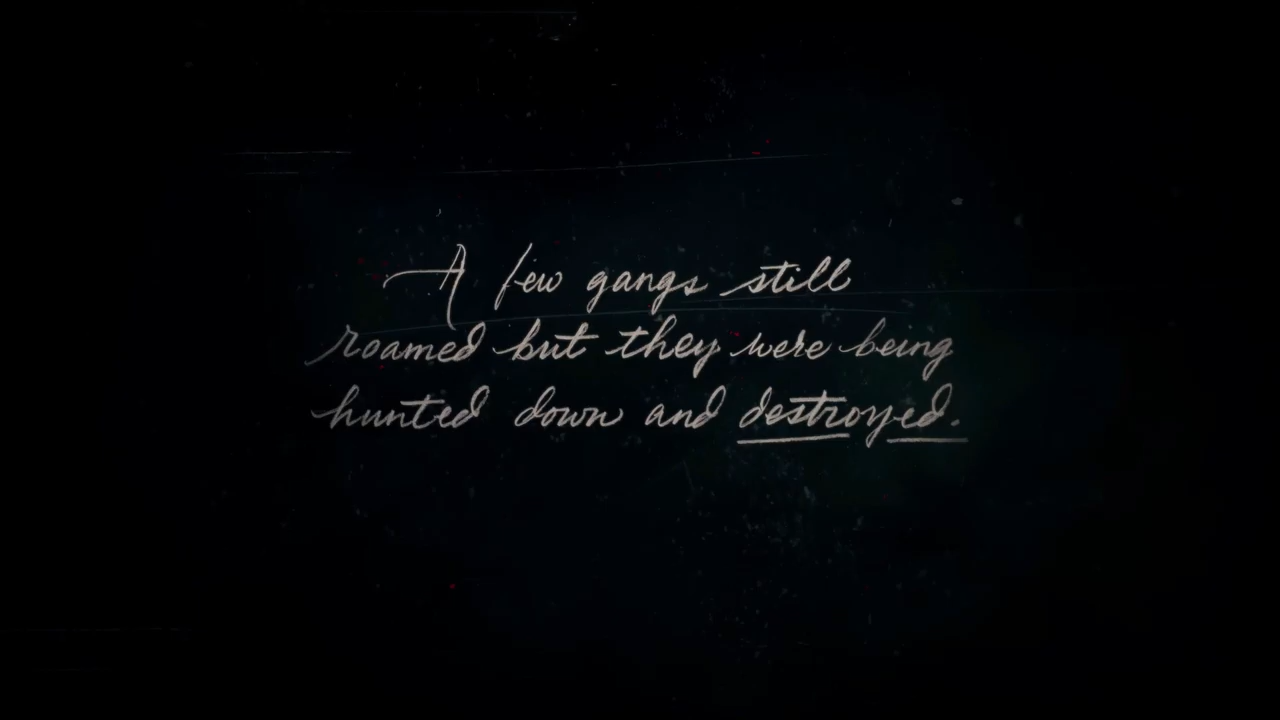 A few gangs still
roamed but they were being
hunted down and destroyed.